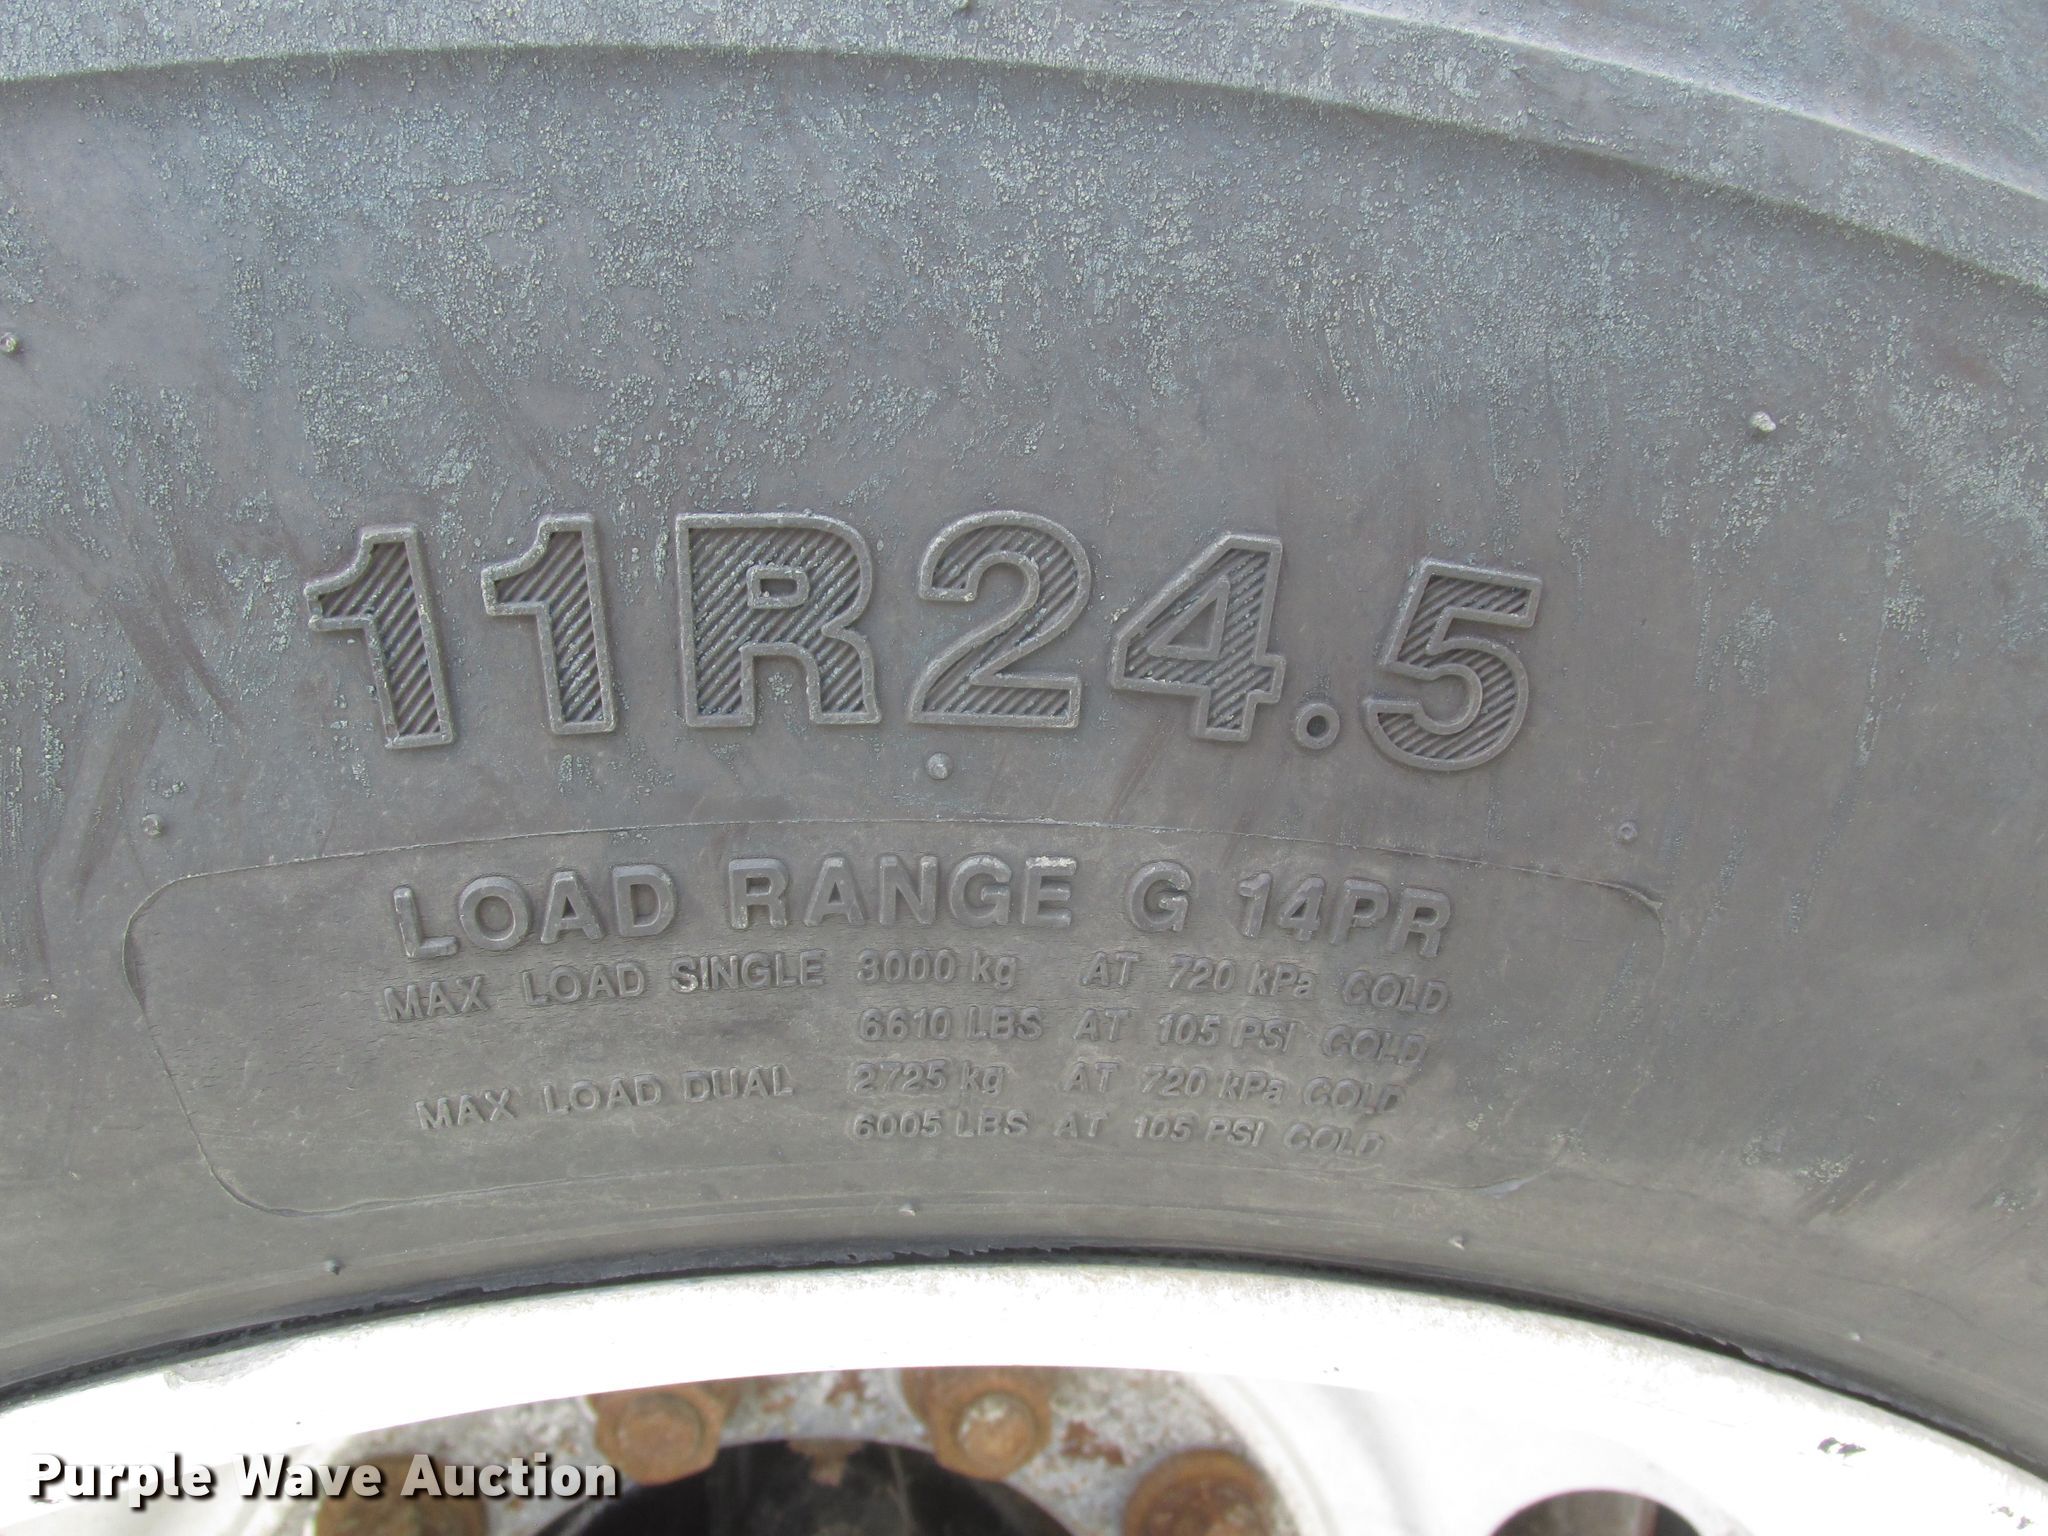 11R24.5
LOAD RANGE G 14PR
MAX LOAD SINGLE 3000 kg AT 720 kPa COLD
6610 LBS AT 105 PSI COLD
MAX LOAD DUAL 2725 kg AT 720 kPa COLD
6005 LBS AT 105 PSI COLD
Purple Wave Auction